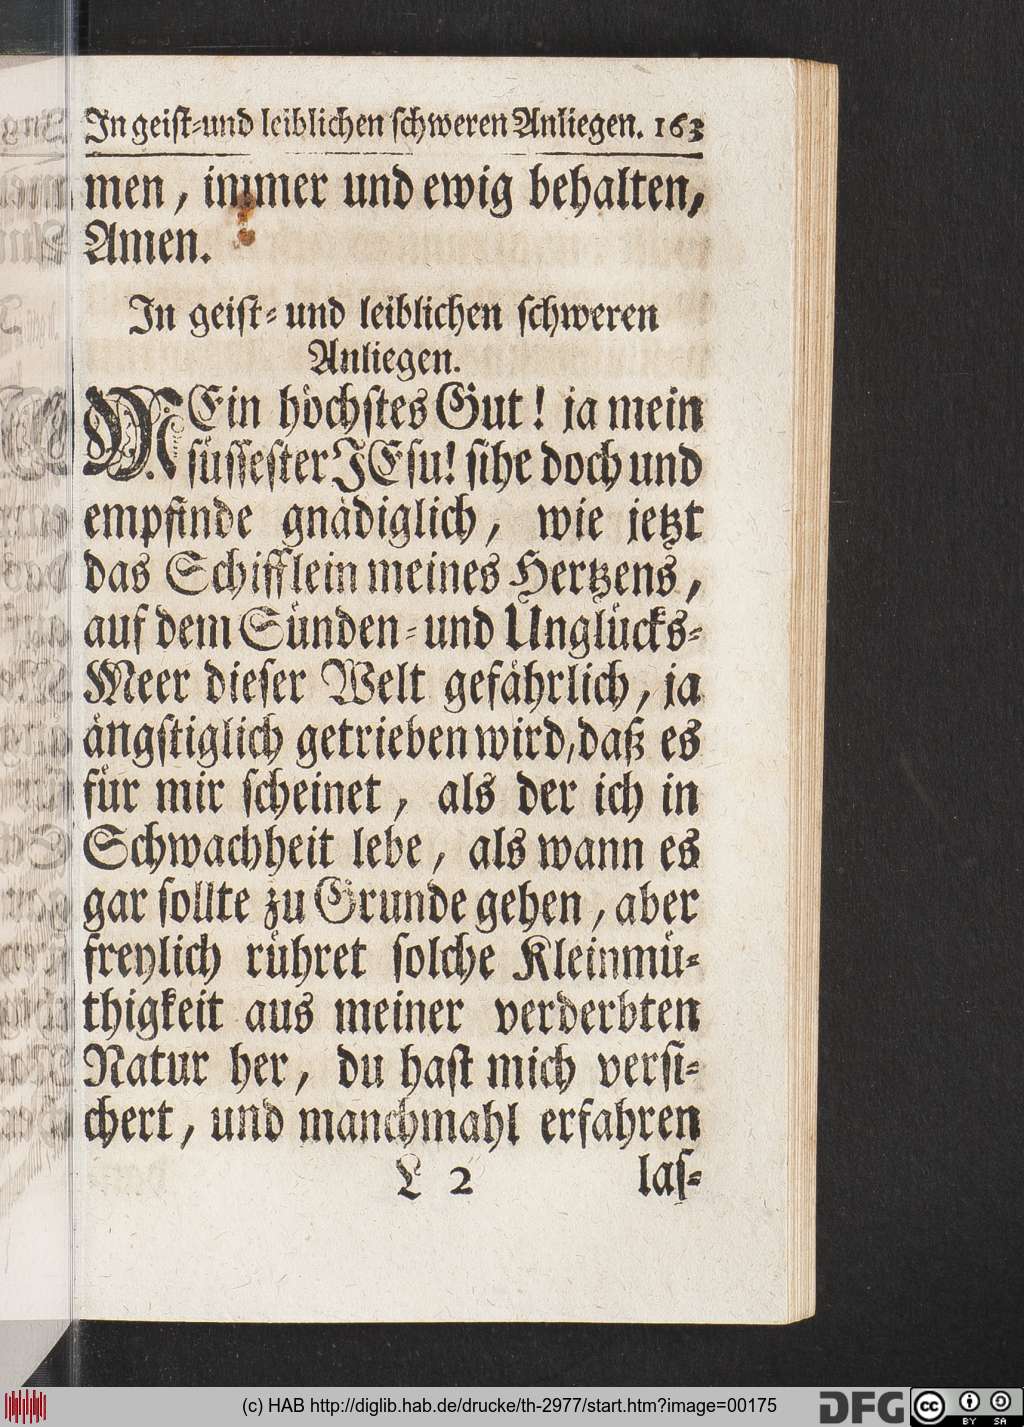 In geiſt-und leiblichen ſchweren Anliegen. 163
men, immer und ewig behalten,
Amen.
In geiſt- und leiblichen ſchweren
Anliegen.
MEin höchſtes Gut! ja mein
ſüſſeſter JEſu! ſihe doch und
empfinde gnädiglich, wie jetzt
das Schifflein meines Hertzens,
auf dem Sünden- und Unglücks-
Meer dieſer Welt gefährlich, ja
ängſtiglich getrieben wird, daß es
für mir ſcheinet, als der ich in
Schwachheit lebe, als wann es
gar ſollte zu Grunde gehen, aber
freylich rühret ſolche Kleinmü-
thigkeit aus meiner verderbten
Natur her, du haſt mich verſi-
chert, und manchmahl erfahren
L 2 laſ-
(c) HAB http://diglib.hab.de/drucke/th-2977/start.htm?image=00175
DFG
cc BY SA